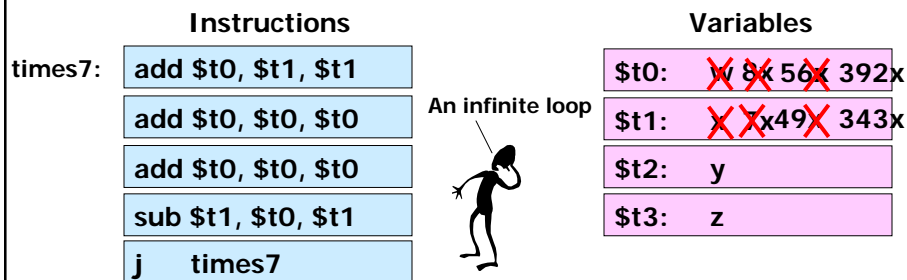 Instructions
times7: add $t0, $t1, $t1
add $t0, $t0, $t0
add $t0, $t0, $t0
sub $t1, $t0, $t1
j times7
An infinite loop
Variables
$t0: w 8x 56x 392x
$t1: x 7x 49x 343x
$t2: y
$t3: z